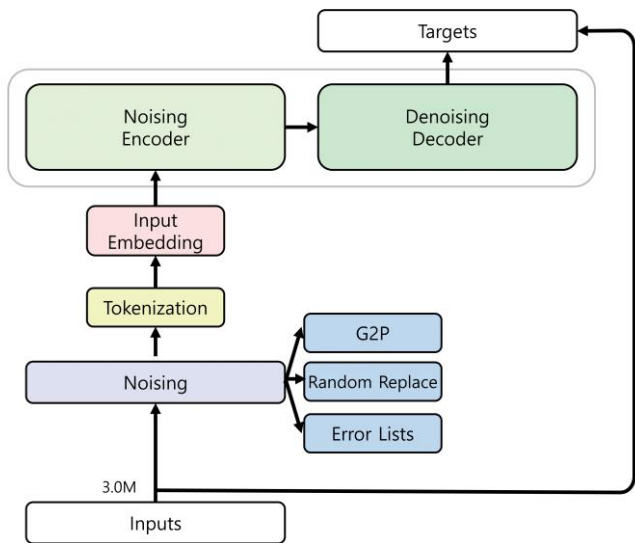 Targets
Noising
Encoder
Denoising
Decoder
Input
Embedding
Tokenization
G2P
Noising
Random Replace
Error Lists
3.0M
Inputs